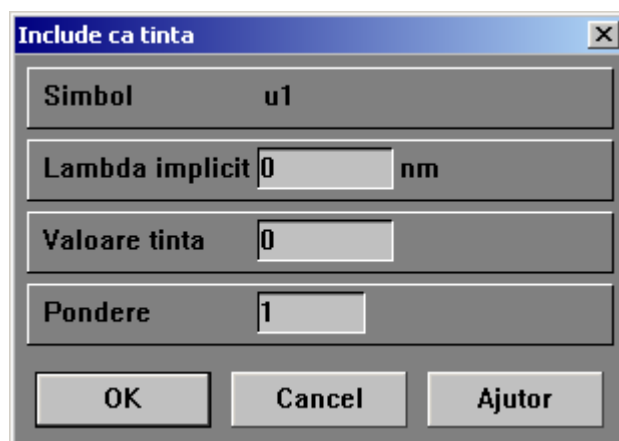 Include ca tinta
Simbol u1
Lambda implicit 0 nm
Valoare tinta 0
Pondere 1
OK Cancel Ajutor